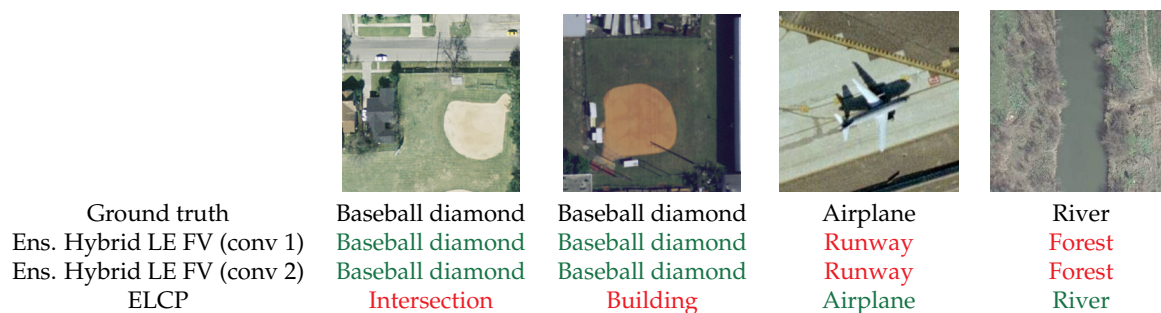 Ground truth Baseball diamond Baseball diamond Airplane River
Ens. Hybrid LE FV (conv 1) Baseball diamond Baseball diamond Runway Forest
Ens. Hybrid LE FV (conv 2) Baseball diamond Baseball diamond Runway Forest
ELCP Intersection Building Airplane River